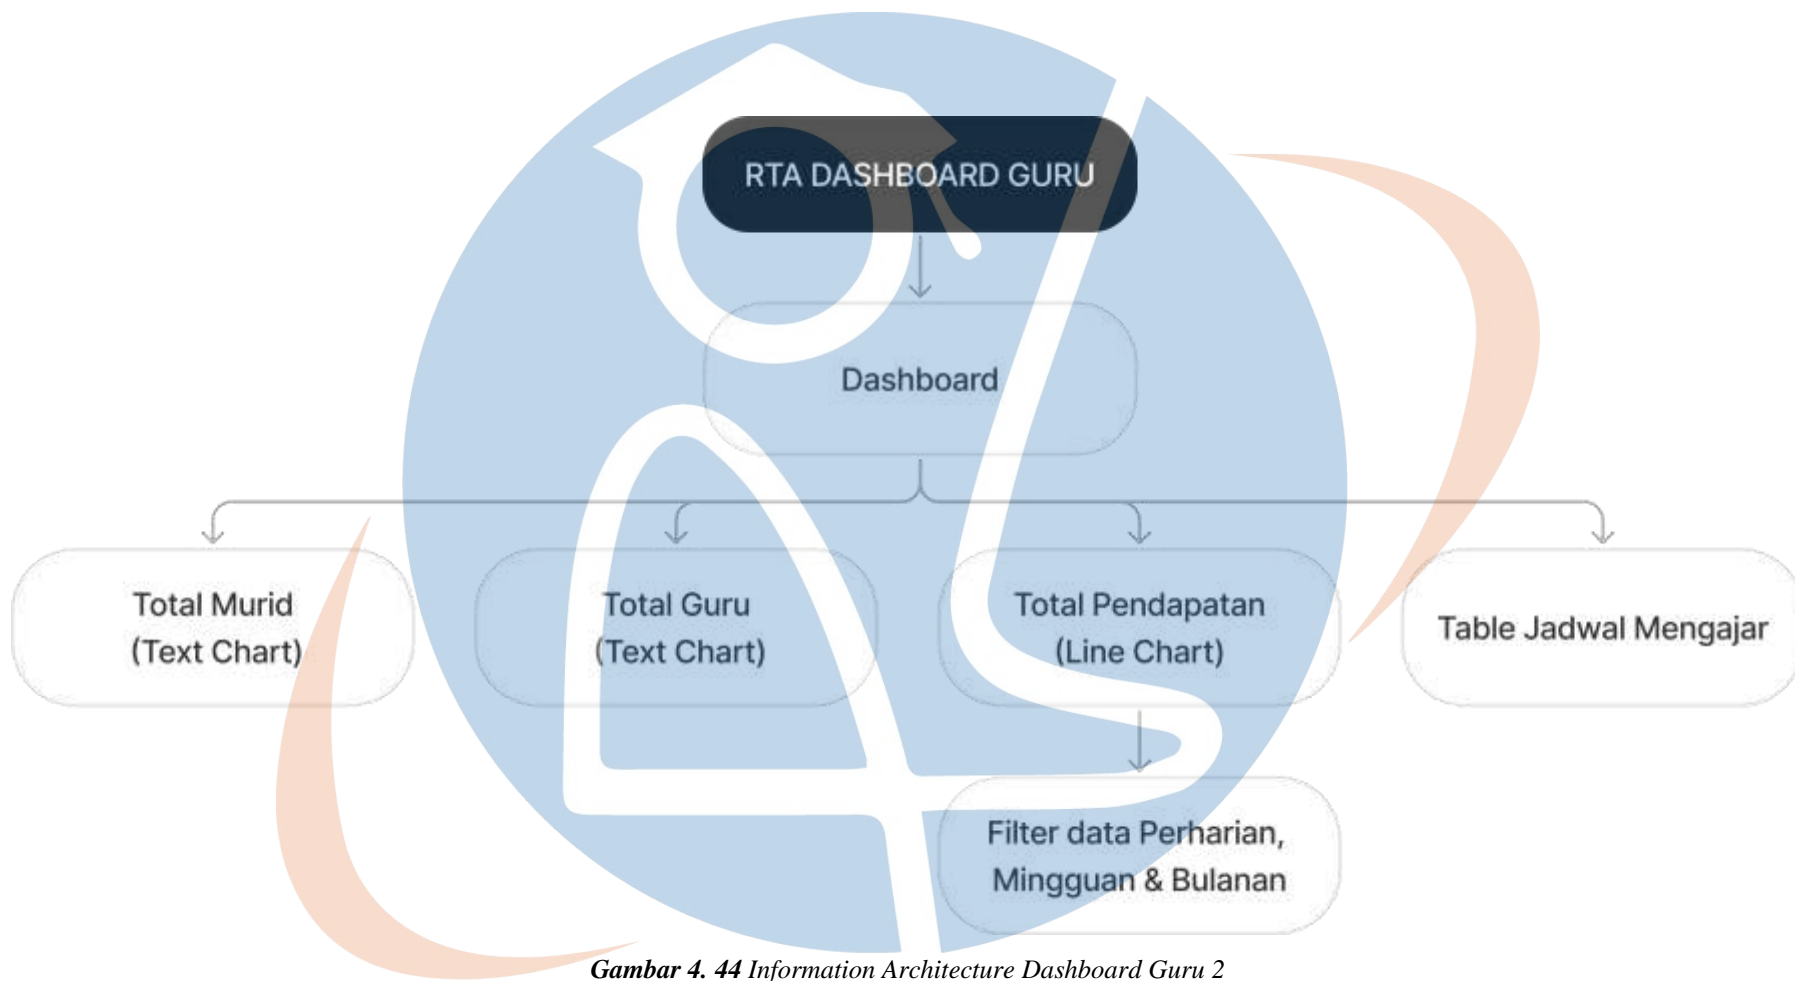 RTA DASHBOARD GURU
Dashboard
Total Murid
(Text Chart)
Total Guru
(Text Chart)
Total Pendapatan
(Line Chart)
Table Jadwal Mengajar
Filter data Perharian,
Mingguan & Bulanan
Gambar 4. 44 Information Architecture Dashboard Guru 2